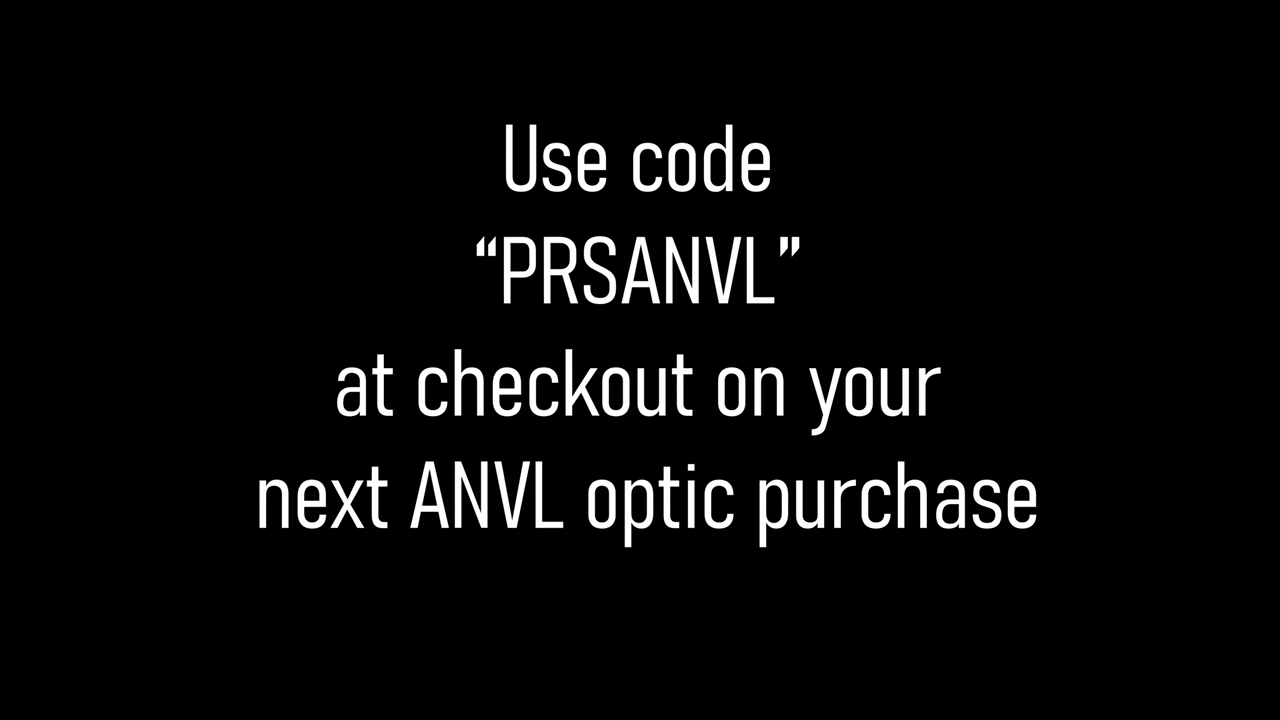 Use code
“PRSANVL”
at checkout on your
next ANVL optic purchase